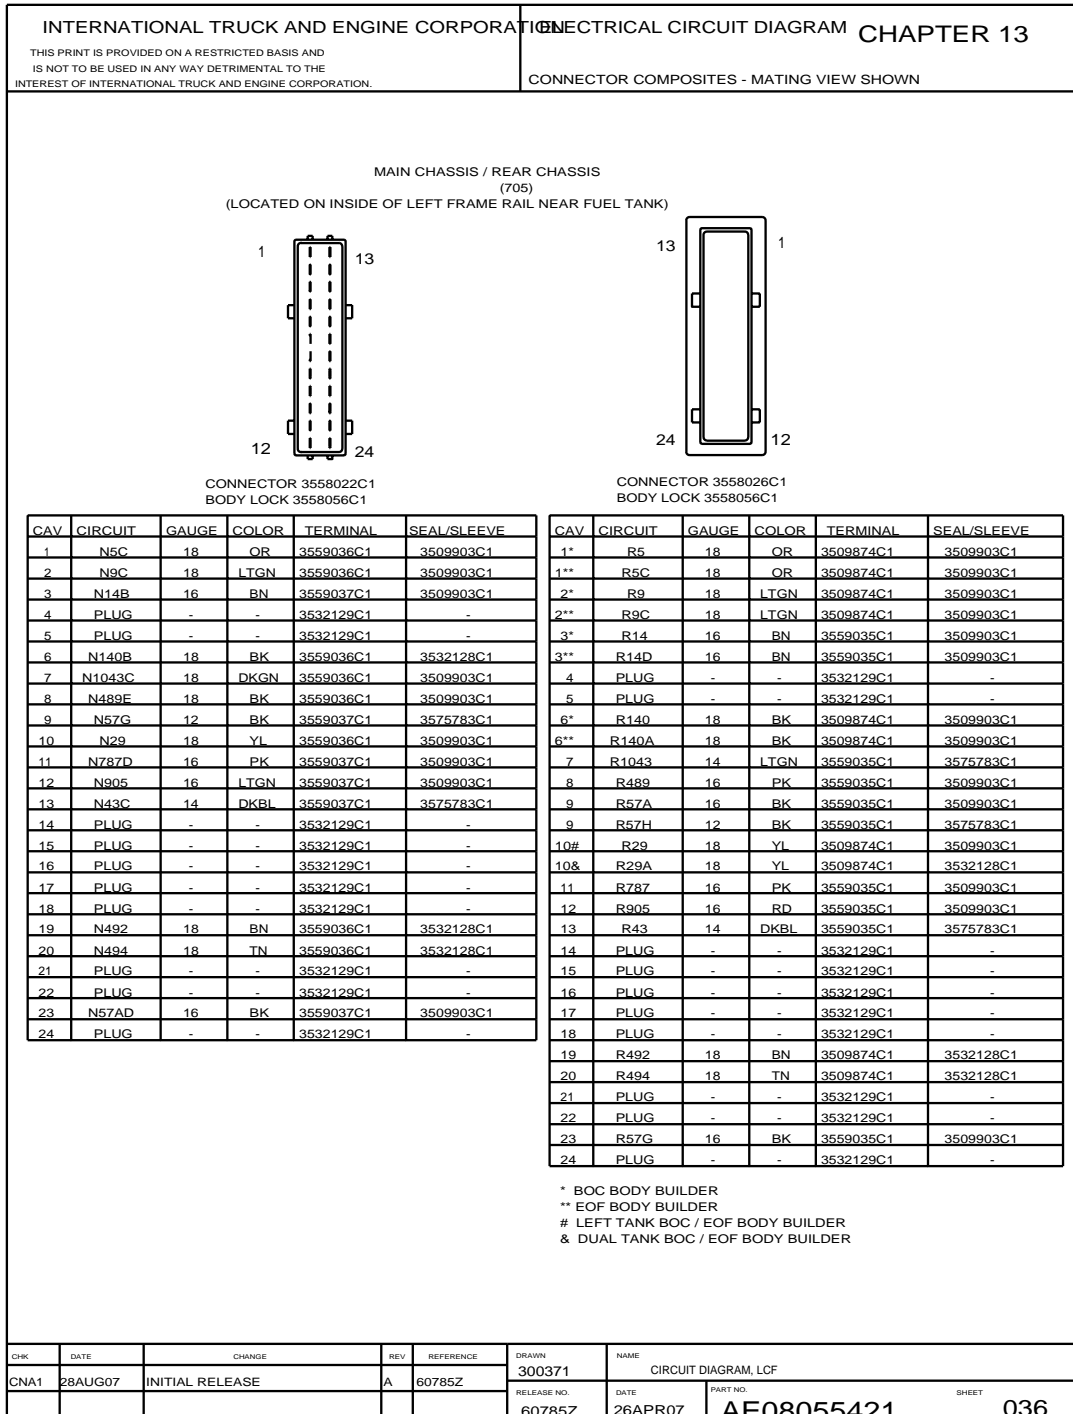 INTERNATIONAL TRUCK AND ENGINE CORPORATION
THIS PRINT IS PROVIDED ON A RESTRICTED BASIS AND
IS NOT TO BE USED IN ANY WAY DETRIMENTAL TO THE
INTEREST OF INTERNATIONAL TRUCK AND ENGINE CORPORATION.
ELECTRICAL CIRCUIT DIAGRAM CHAPTER 13
CONNECTOR COMPOSITES - MATING VIEW SHOWN
MAIN CHASSIS / REAR CHASSIS
(705)
(LOCATED ON INSIDE OF LEFT FRAME RAIL NEAR FUEL TANK)
1 13
12 24
CONNECTOR 3558022C1
BODY LOCK 3558056C1
13 1
24 12
CONNECTOR 3558026C1
BODY LOCK 3558056C1
CAV CIRCUIT GAUGE COLOR TERMINAL SEAL/SLEEVE
1 N5C 18 OR 3559036C1 3509903C1
2 N9C 18 LTGN 3559036C1 3509903C1
3 N14B 16 BN 3559037C1 3509903C1
4 PLUG - - 3532129C1 -
5 PLUG - - 3532129C1 -
6 N140B 18 BK 3559036C1 3532128C1
7 N1043C 18 DKGN 3559036C1 3509903C1
8 N489E 18 BK 3559036C1 3509903C1
9 N57G 12 BK 3559037C1 3575783C1
10 N29 18 YL 3559036C1 3509903C1
11 N787D 16 PK 3559037C1 3509903C1
12 N905 16 LTGN 3559037C1 3509903C1
13 N43C 14 DKBL 3559037C1 3575783C1
14 PLUG - - 3532129C1 -
15 PLUG - - 3532129C1 -
16 PLUG - - 3532129C1 -
17 PLUG - - 3532129C1 -
18 PLUG - - 3532129C1 -
19 N492 18 BN 3559036C1 3532128C1
20 N494 18 TN 3559036C1 3532128C1
21 PLUG - - 3532129C1 -
22 PLUG - - 3532129C1 -
23 N57AD 16 BK 3559037C1 3509903C1
24 PLUG - - 3532129C1 -
CAV CIRCUIT GAUGE COLOR TERMINAL SEAL/SLEEVE
1* R5 18 OR 3509874C1 3509903C1
1** R5C 18 OR 3509874C1 3509903C1
2* R9 18 LTGN 3509874C1 3509903C1
2** R9C 18 LTGN 3509874C1 3509903C1
3* R14 16 BN 3559035C1 3509903C1
3** R14D 16 BN 3559035C1 3509903C1
4 PLUG - - 3532129C1 -
5 PLUG - - 3532129C1 -
6* R140 18 BK 3509874C1 3509903C1
6** R140A 18 BK 3509874C1 3509903C1
7 R1043 14 LTGN 3559035C1 3575783C1
8 R489 16 PK 3559035C1 3509903C1
9 R57A 16 BK 3559035C1 3509903C1
9 R57H 12 BK 3559035C1 3575783C1
10# R29 18 YL 3509874C1 3509903C1
10& R29A 18 YL 3509874C1 3532128C1
11 R787 16 PK 3559035C1 3509903C1
12 R905 16 RD 3559035C1 3509903C1
13 R43 14 DKBL 3559035C1 3575783C1
14 PLUG - - 3532129C1 -
15 PLUG - - 3532129C1 -
16 PLUG - - 3532129C1 -
17 PLUG - - 3532129C1 -
18 PLUG - - 3532129C1 -
19 R492 18 BN 3509874C1 3532128C1
20 R494 18 TN 3509874C1 3532128C1
21 PLUG - - 3532129C1 -
22 PLUG - - 3532129C1 -
23 R57G 16 BK 3559035C1 3509903C1
24 PLUG - - 3532129C1 -
* BOC BODY BUILDER
** EOF BODY BUILDER
# LEFT TANK BOC / EOF BODY BUILDER
& DUAL TANK BOC / EOF BODY BUILDER
CHK DATE CHANGE REV REFERENCE
CNA1 28AUG07 INITIAL RELEASE A 60785Z
DRAWN
300371
NAME
CIRCUIT DIAGRAM, LCF
RELEASE NO.
60785Z
DATE
26APR07
PART NO.
AE08055421
SHEET
036